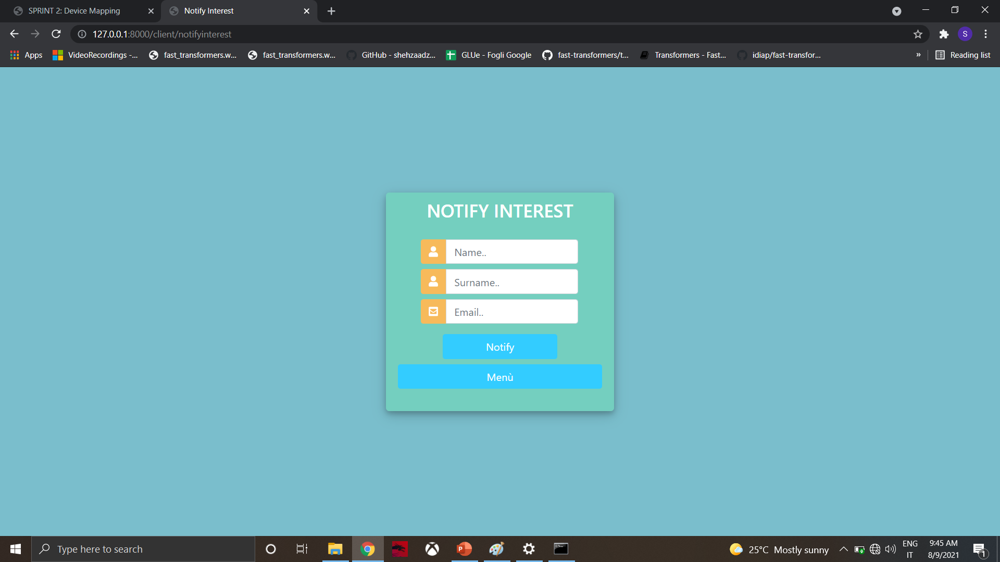 SPRINT 2: Device Mapping
Notify Interest
127.0.0.1:8000/client/notifyinterest
S
Apps
VideoRecordings -...
fast_transformers.w...
fast_transformers.w...
GitHub - shehzaadz...
GLUe - Fogli Google
fast-transformers/t...
Transformers - Fast...
idiap/fast-transfor...
»
Reading list
NOTIFY INTEREST
Name..
Surname..
Email..
Notify
Menù
Type here to search
25°C Mostly sunny
ENG
IT
9:45 AM
8/9/2021
1